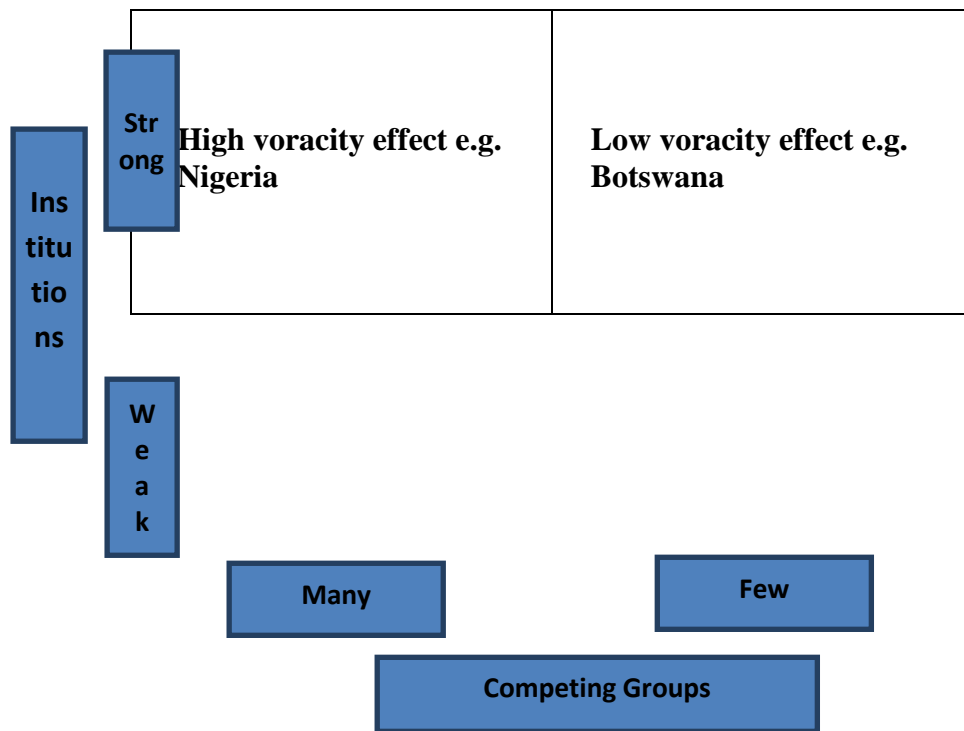 Str
ong
High voracity effect e.g.
Nigeria
Low voracity effect e.g.
Botswana
Ins
titu
tio
ns
W
e
a
k
Many
Few
Competing Groups